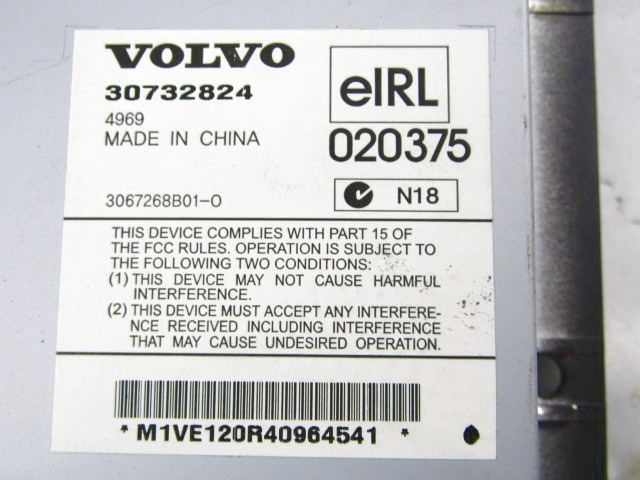 VOLVO
30732824
4969
MADE IN CHINA
3067268B01-O
eIRL
020375
N18
THIS DEVICE COMPLIES WITH PART 15 OF
THE FCC RULES. OPERATION IS SUBJECT TO
THE FOLLOWING TWO CONDITIONS:
(1) THIS DEVICE MAY NOT CAUSE HARMFUL
INTERFERENCE.
(2) THIS DEVICE MUST ACCEPT ANY INTERFERE-
NCE RECEIVED INCLUDING INTERFERENCE
THAT MAY CAUSE UNDESIRED OPERATION.
* M1VE120R40964541 *